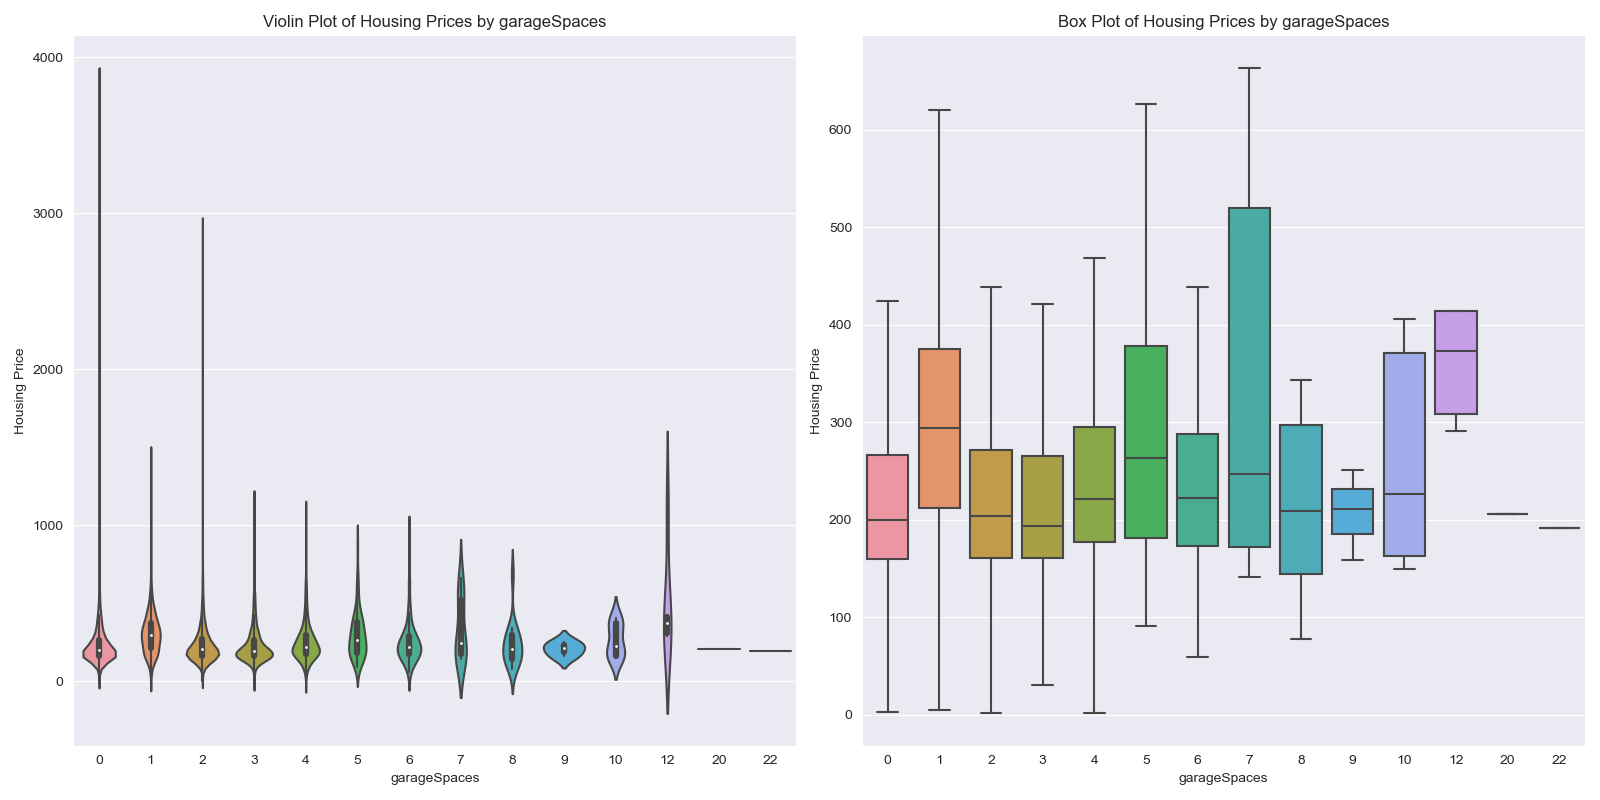 Violin Plot of Housing Prices by garageSpaces
4000
3000
2000
1000
0
Housing Price
0 1 2 3 4 5 6 7 8 9 10 12 20 22
garageSpaces
Box Plot of Housing Prices by garageSpaces
600
500
400
300
200
100
0
Housing Price
0 1 2 3 4 5 6 7 8 9 10 12 20 22
garageSpaces